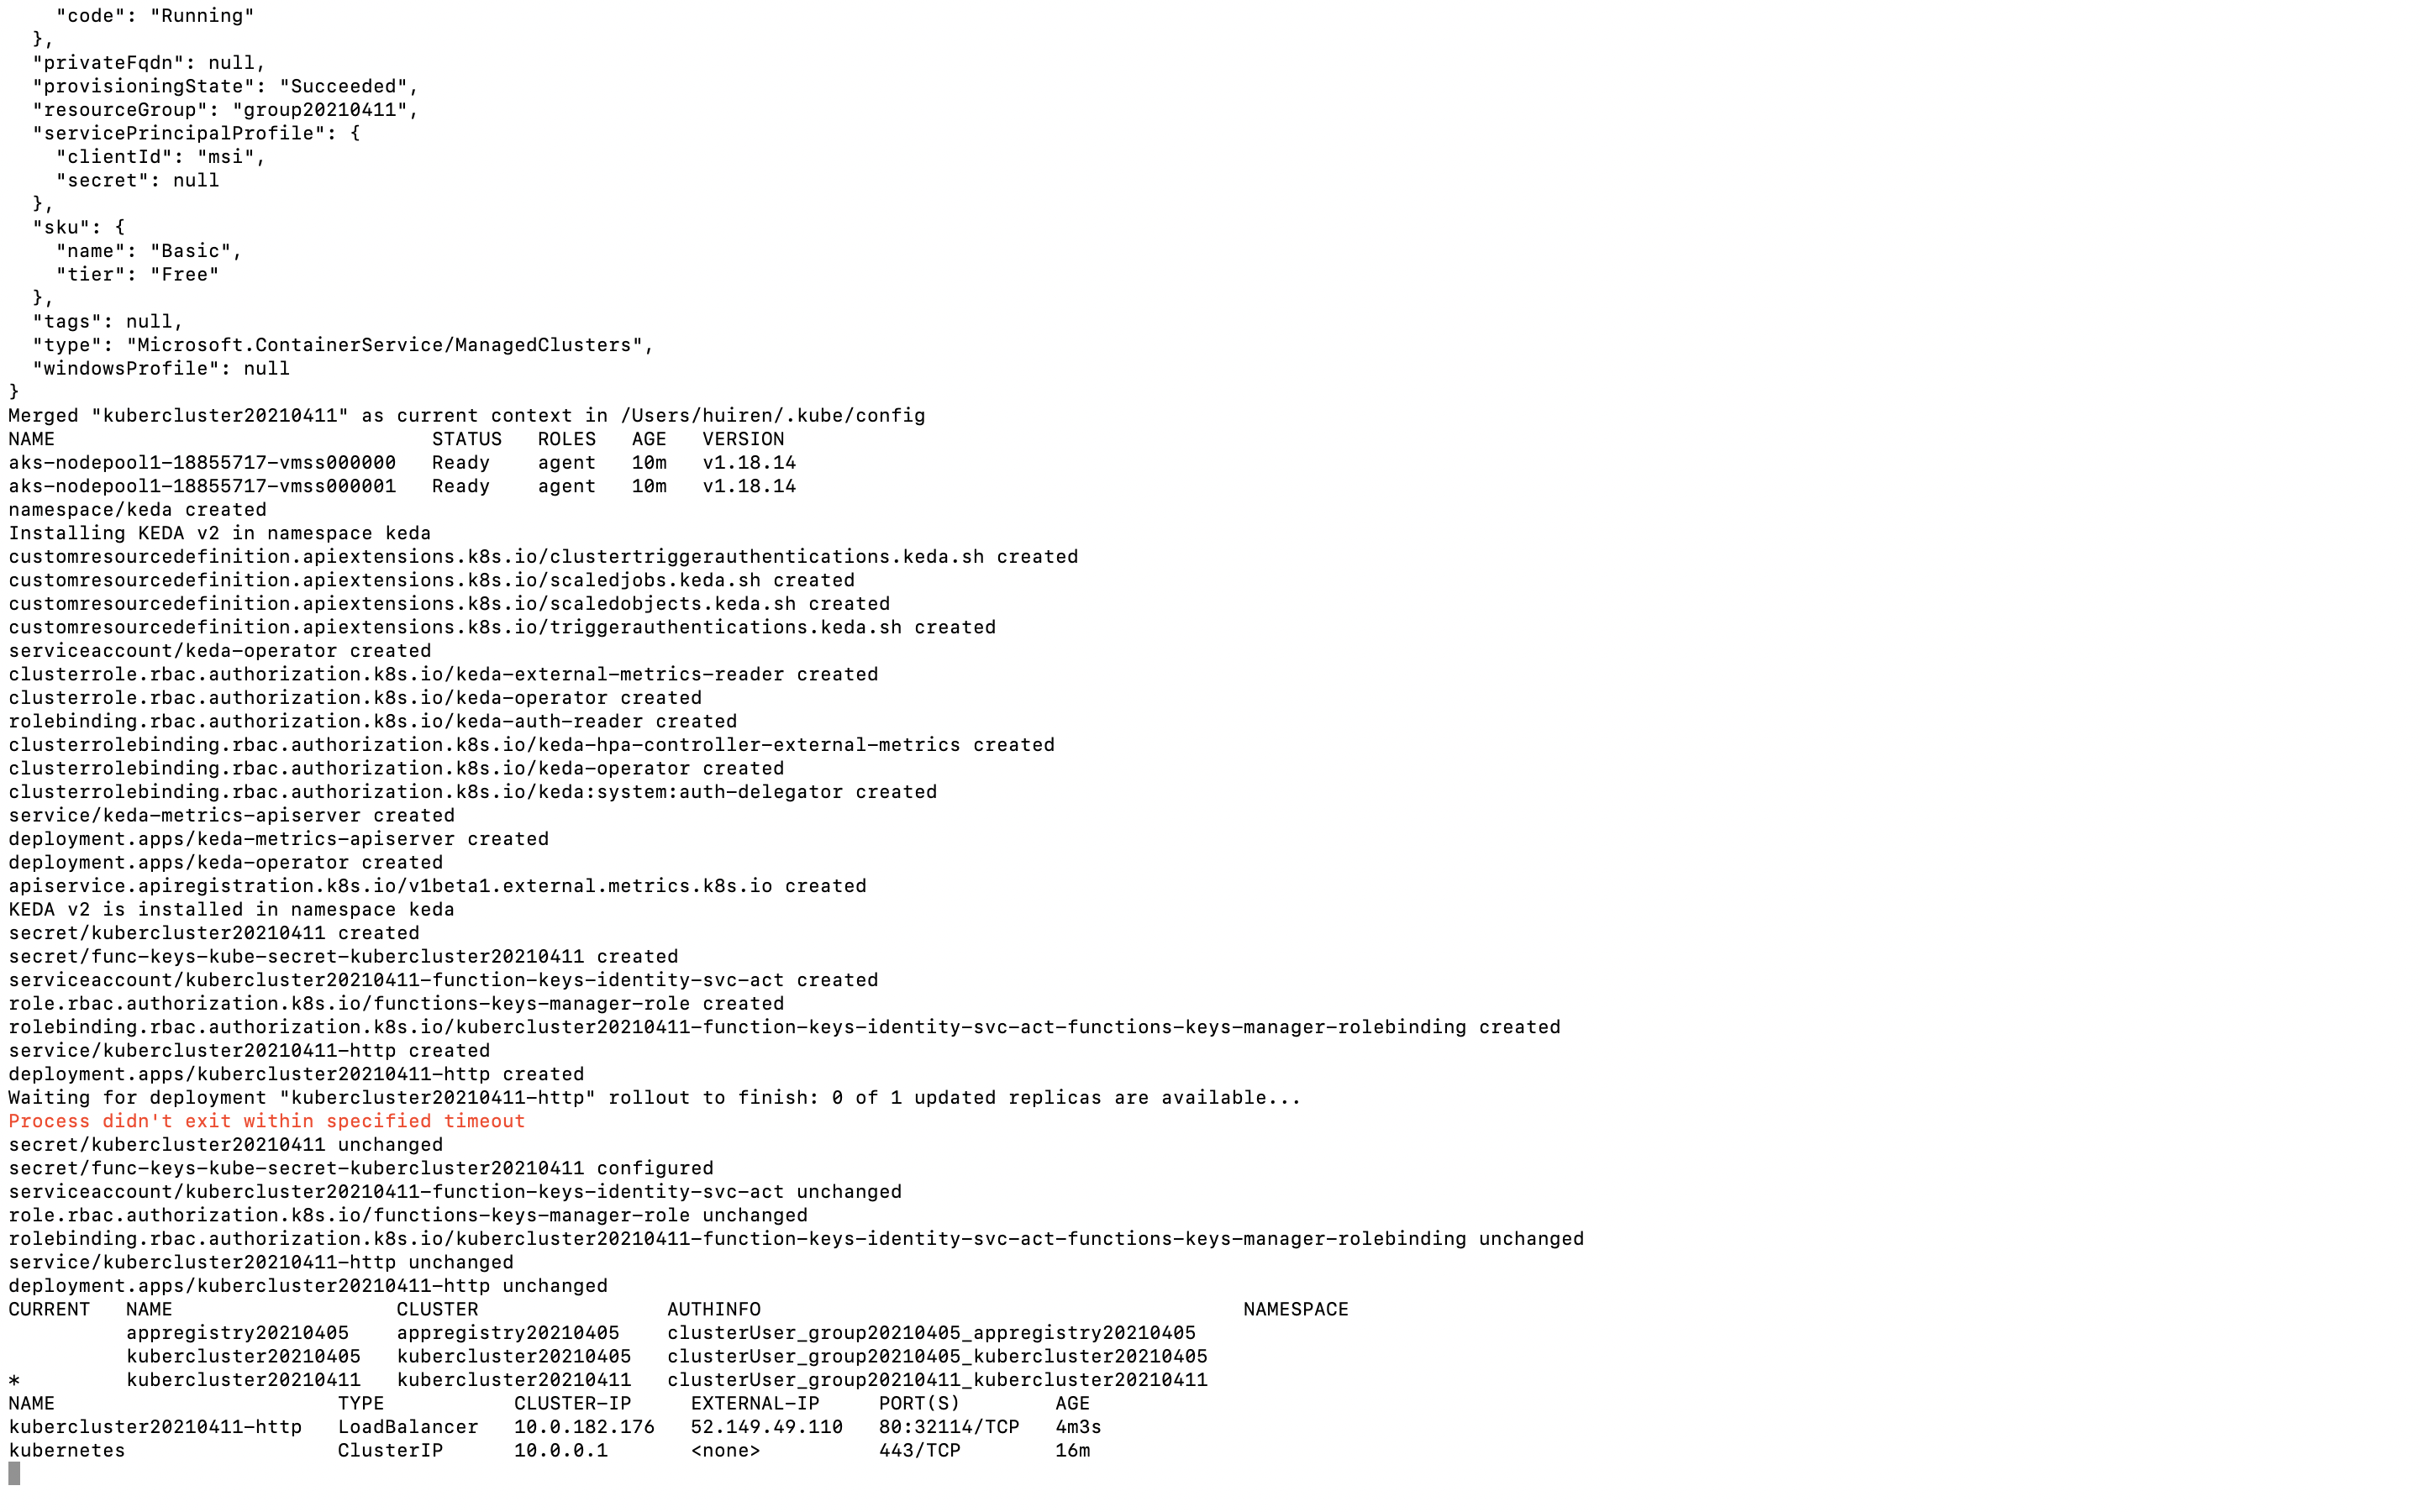 "code": "Running"
  },
  "privateFqdn": null,
  "provisioningState": "Succeeded",
  "resourceGroup": "group20210411",
  "servicePrincipalProfile": {
    "clientId": "msi",
    "secret": null
  },
  "sku": {
    "name": "Basic",
    "tier": "Free"
  },
  "tags": null,
  "type": "Microsoft.ContainerService/ManagedClusters",
  "windowsProfile": null
}
Merged "kubercluster20210411" as current context in /Users/huiren/.kube/config
NAME                                STATUS   ROLES   AGE   VERSION
aks-nodepool1-18855717-vmss000000   Ready    agent   10m   v1.18.14
aks-nodepool1-18855717-vmss000001   Ready    agent   10m   v1.18.14
namespace/keda created
Installing KEDA v2 in namespace keda
customresourcedefinition.apiextensions.k8s.io/clustertriggerauthentications.keda.sh created
customresourcedefinition.apiextensions.k8s.io/scaledjobs.keda.sh created
customresourcedefinition.apiextensions.k8s.io/scaledobjects.keda.sh created
customresourcedefinition.apiextensions.k8s.io/triggerauthentications.keda.sh created
serviceaccount/keda-operator created
clusterrole.rbac.authorization.k8s.io/keda-external-metrics-reader created
clusterrole.rbac.authorization.k8s.io/keda-operator created
rolebinding.rbac.authorization.k8s.io/keda-auth-reader created
clusterrolebinding.rbac.authorization.k8s.io/keda-hpa-controller-external-metrics created
clusterrolebinding.rbac.authorization.k8s.io/keda-operator created
clusterrolebinding.rbac.authorization.k8s.io/keda:system:auth-delegator created
service/keda-metrics-apiserver created
deployment.apps/keda-metrics-apiserver created
deployment.apps/keda-operator created
apiservice.apiregistration.k8s.io/v1beta1.external.metrics.k8s.io created
KEDA v2 is installed in namespace keda
secret/kubercluster20210411 created
secret/func-keys-kube-secret-kubercluster20210411 created
serviceaccount/kubercluster20210411-function-keys-identity-svc-act created
role.rbac.authorization.k8s.io/functions-keys-manager-role created
rolebinding.rbac.authorization.k8s.io/kubercluster20210411-function-keys-identity-svc-act-functions-keys-manager-rolebinding created
service/kubercluster20210411-http created
deployment.apps/kubercluster20210411-http created
Waiting for deployment "kubercluster20210411-http" rollout to finish: 0 of 1 updated replicas are available...
Process didn't exit within specified timeout
secret/kubercluster20210411 unchanged
secret/func-keys-kube-secret-kubercluster20210411 configured
serviceaccount/kubercluster20210411-function-keys-identity-svc-act unchanged
role.rbac.authorization.k8s.io/functions-keys-manager-role unchanged
rolebinding.rbac.authorization.k8s.io/kubercluster20210411-function-keys-identity-svc-act-functions-keys-manager-rolebinding unchanged
service/kubercluster20210411-http unchanged
deployment.apps/kubercluster20210411-http unchanged
CURRENT   NAME                   CLUSTER                AUTHINFO                                         NAMESPACE
          appregistry20210405    appregistry20210405    clusterUser_group20210405_appregistry20210405
          kubercluster20210405   kubercluster20210405   clusterUser_group20210405_kubercluster20210405
*         kubercluster20210411   kubercluster20210411   clusterUser_group20210411_kubercluster20210411
NAME                        TYPE           CLUSTER-IP     EXTERNAL-IP     PORT(S)        AGE
kubercluster20210411-http   LoadBalancer   10.0.182.176   52.149.49.110   80:32114/TCP   4m3s
kubernetes                  ClusterIP      10.0.0.1       <none>          443/TCP        16m